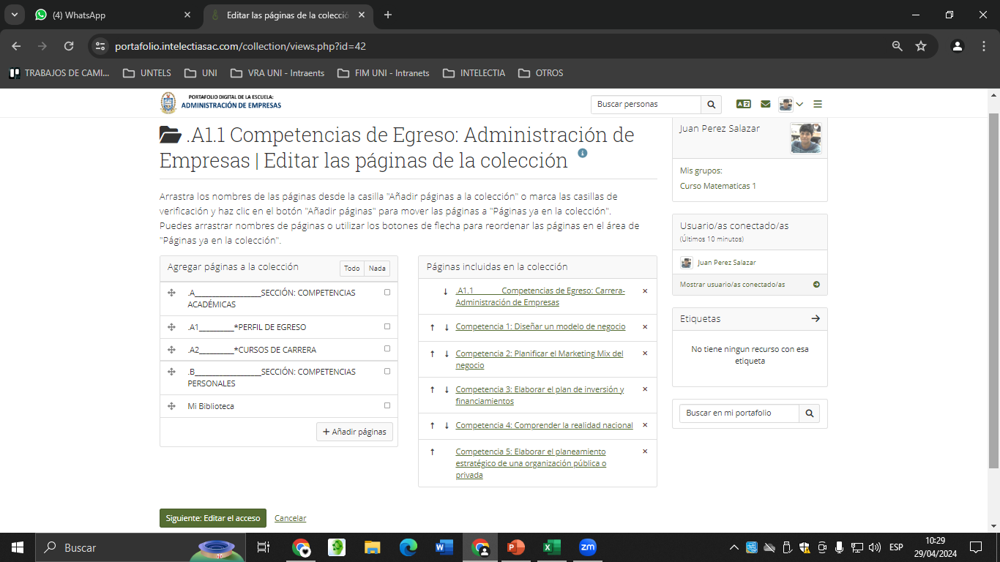 (4) WhatsApp
Editar las páginas de la colecció
portafolio.intelectiasac.com/collection/views.php?id=42
TRABAJOS DE CAMI...
UNTELS
UNI
VRA UNI - Intraents
FIM UNI - Intranets
INTELECTIA
OTROS
PORTAFOLIO DIGITAL DE LA ESCUELA:
ADMINISTRACIÓN DE EMPRESAS
Buscar personas
.A1.1 Competencias de Egreso: Administración de
Empresas | Editar las páginas de la colección
Arrastra los nombres de las páginas desde la casilla "Añadir páginas a la colección" o marca las casillas de
verificación y haz clic en el botón "Añadir páginas" para mover las páginas a "Páginas ya en la colección".
Puedes arrastrar nombres de páginas o utilizar los botones de flecha para reordenar las páginas en el área de
"Páginas ya en la colección".
Agregar páginas a la colección
Todo
Nada
.A__________________SECCIÓN: COMPETENCIAS
ACADÉMICAS
.A1_________*PERFIL DE EGRESO
.A2_________*CURSOS DE CARRERA
.B__________________SECCIÓN: COMPETENCIAS
PERSONALES
Mi Biblioteca
+ Añadir páginas
Páginas incluidas en la colección
.A1.1_______Competencias de Egreso: Carrera-
Administración de Empresas
Competencia 1: Diseñar un modelo de negocio
Competencia 2: Planificar el Marketing Mix del
negocio
Competencia 3: Elaborar el plan de inversión y
financiamientos
Competencia 4: Comprender la realidad nacional
Competencia 5: Elaborar el planeamiento
estratégico de una organización pública o
privada
Siguiente: Editar el acceso
Cancelar
Juan Perez Salazar
Mis grupos:
Curso Matematicas 1
Usuario/as conectado/as
(Últimos 10 minutos)
Juan Perez Salazar
Mostrar usuario/as conectado/as
Etiquetas
No tiene ningun recurso con esa
etiqueta
Buscar en mi portafolio
Buscar
ESP
10:29
29/04/2024